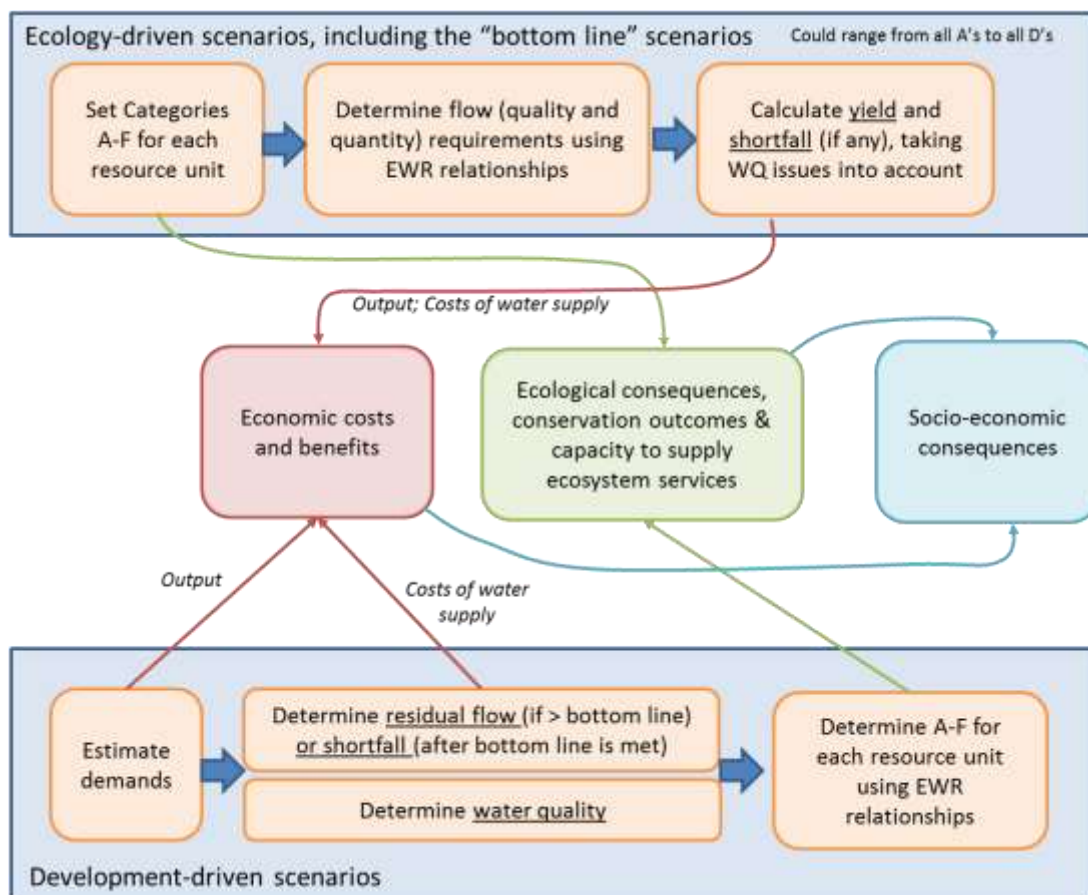 Ecology-driven scenarios, including the “bottom line” scenarios
Could range from all A's to all D's
Set Categories
A-F for each
resource unit
Determine flow (quality and
quantity) requirements using
EWR relationships
Calculate yield and
shortfall (if any), taking
WQ issues into account
Output; Costs of water supply
Economic costs
and benefits
Ecological consequences,
conservation outcomes &
capacity to supply
ecosystem services
Socio-economic
consequences
Output
Costs of water
supply
Estimate
demands
Determine residual flow (if > bottom line)
or shortfall (after bottom line is met)
Determine water quality
Determine A-F for
each resource unit
using EWR
relationships
Development-driven scenarios